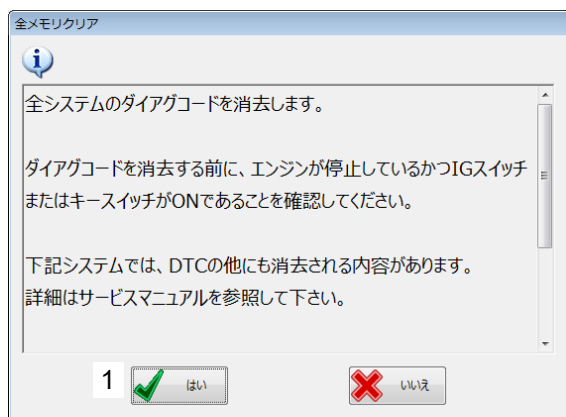 全メモリクリア
全システムのダイアグコードを消去します。
ダイアグコードを消去する前に、エンジンが停止しているかつIGスイッチ
またはキースイッチがONであることを確認してください。
下記システムでは、DTCの他にも消去される内容があります。
詳細はサービスマニュアルを参照して下さい。
1 はい いいえ